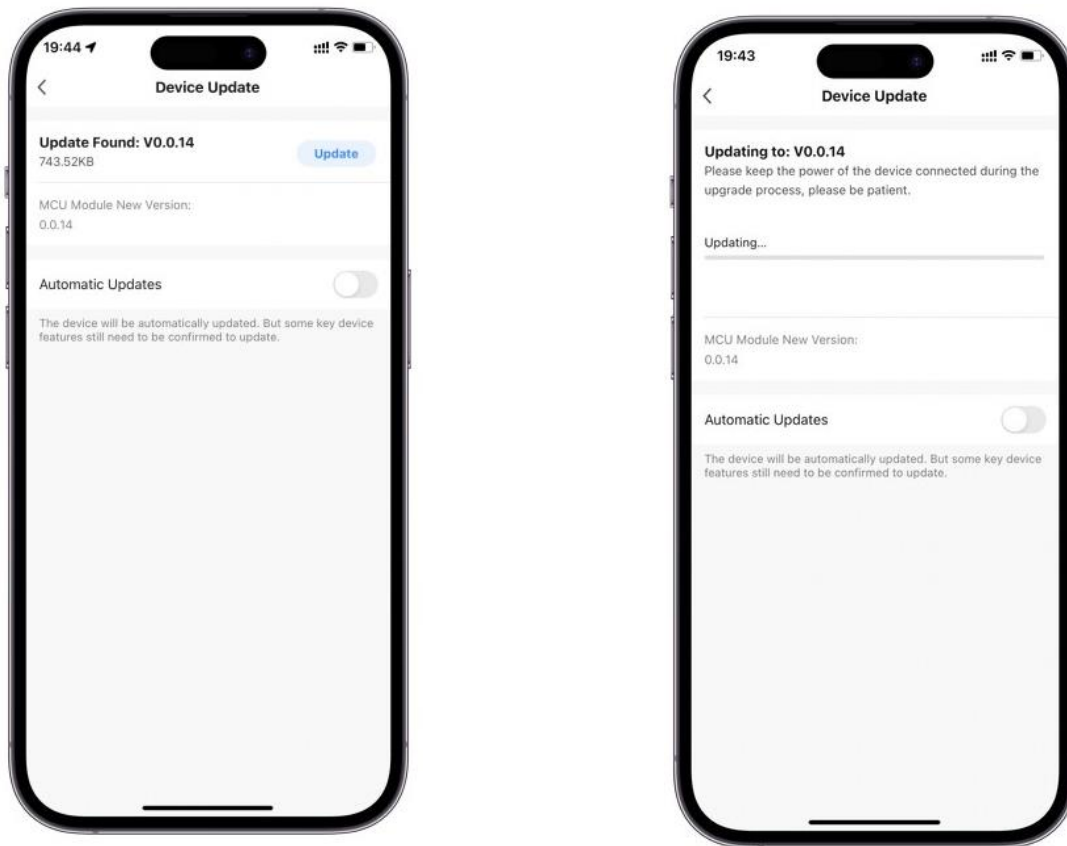 19:44
Device Update
Update Found: V0.0.14
743.52KB
Update
MCU Module New Version:
0.0.14
Automatic Updates
The device will be automatically updated. But some key device
features still need to be confirmed to update.
19:43
Device Update
Updating to: V0.0.14
Please keep the power of the device connected during the
upgrade process, please be patient.
Updating...
MCU Module New Version:
0.0.14
Automatic Updates
The device will be automatically updated. But some key device
features still need to be confirmed to update.